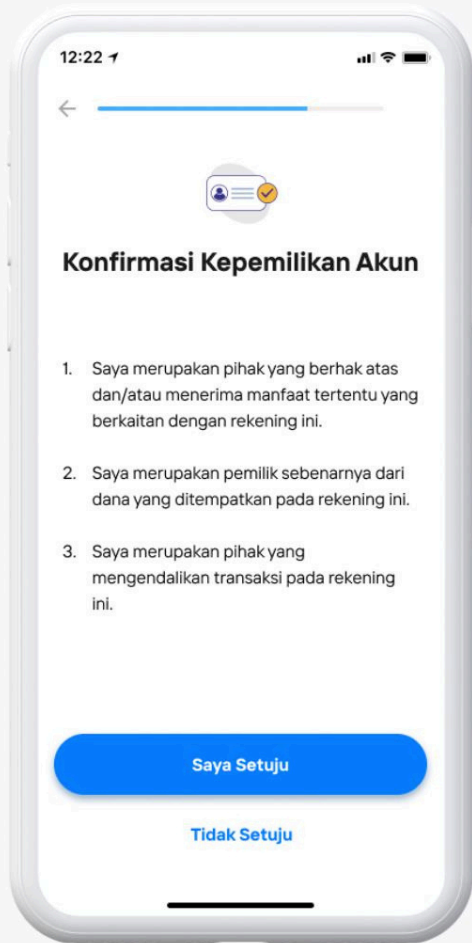 12:22
Konfirmasi Kepemilikan Akun
1. Saya merupakan pihak yang berhak atas
dan/atau menerima manfaat tertentu yang
berkaitan dengan rekening ini.
2. Saya merupakan pemilik sebenarnya dari
dana yang ditempatkan pada rekening ini.
3. Saya merupakan pihak yang
mengendalikan transaksi pada rekening
ini.
Saya Setuju
Tidak Setuju